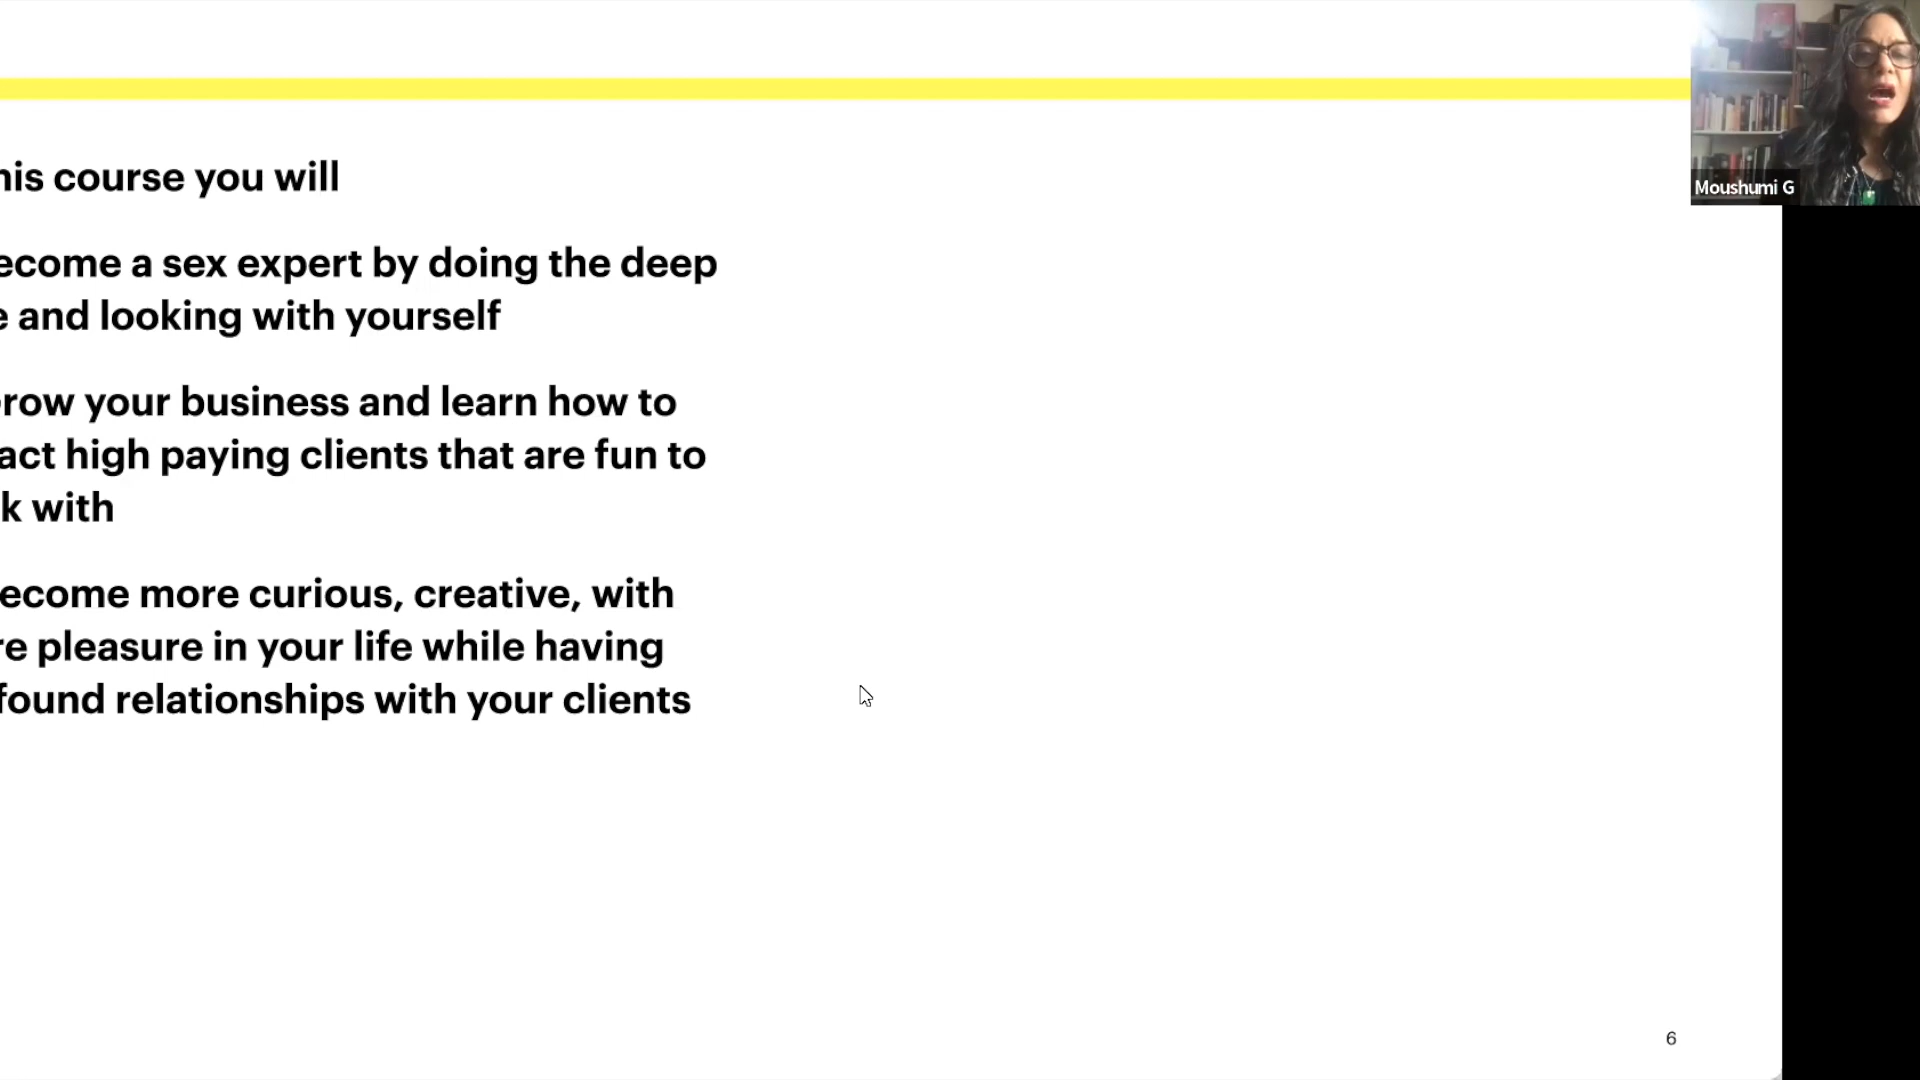 his course you will
ecome a sex expert by doing the deep
e and looking with yourself
row your business and learn how to
act high paying clients that are fun to
k with
ecome more curious, creative, with
re pleasure in your life while having
found relationships with your clients
Moushumi G
6